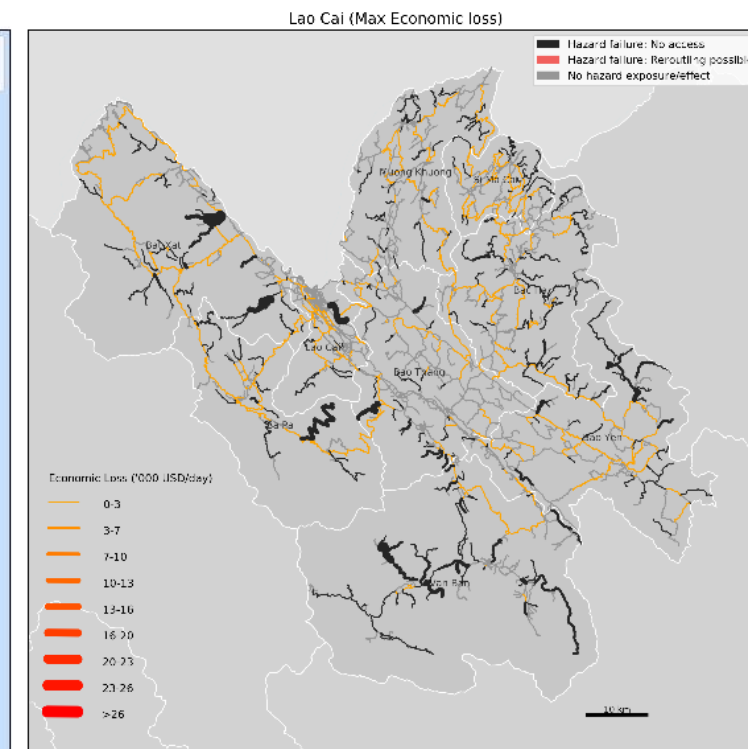 Lao Cai (Max Economic loss)
Hazard failure: No access
Hazard failure: Rerouting possible
No hazard exposure/effect
Muong Khuong
Si Ma Cai
Bat Xat
Bac
Lao Cai
Bao Thang
Sa Pa
Bao Yen
Van Ban
Economic Loss ('000 USD/day)
0-3
3-7
7-10
10-13
13-16
16-20
20-23
23-26
>26
10 km